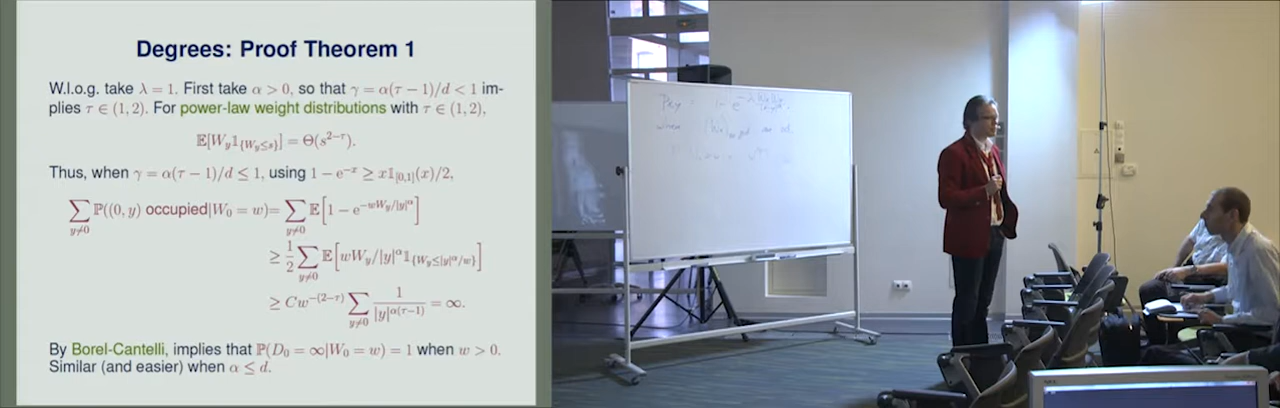 Degrees: Proof Theorem 1
W.l.o.g. take λ = 1. First take α > 0, so that γ = α(τ − 1)/d < 1 im-
plies τ ∈ (1, 2). For power-law weight distributions with τ ∈ (1, 2),
𝔼[W_y 𝟙_{W_y≤s}] = Θ(s^{2−τ}).
Thus, when γ = α(τ − 1)/d ≤ 1, using 1 − e^{−x} ≥ x𝟙_{[0,1]}(x)/2,
∑_{y≠0} ℙ((0, y) occupied|W_0 = w) = ∑_{y≠0} 𝔼[1 − e^{−wW_y/|y|^α}]
≥ 1/2 ∑_{y≠0} 𝔼[wW_y/|y|^α 𝟙_{W_y≤|y|^α/w}]
≥ Cw^{−(2−τ)} ∑_{y≠0} 1/|y|^{α(τ−1)} = ∞.
By Borel-Cantelli, implies that ℙ(D_0 = ∞|W_0 = w) = 1 when w > 0.
Similar (and easier) when α ≤ d.
when
NEC